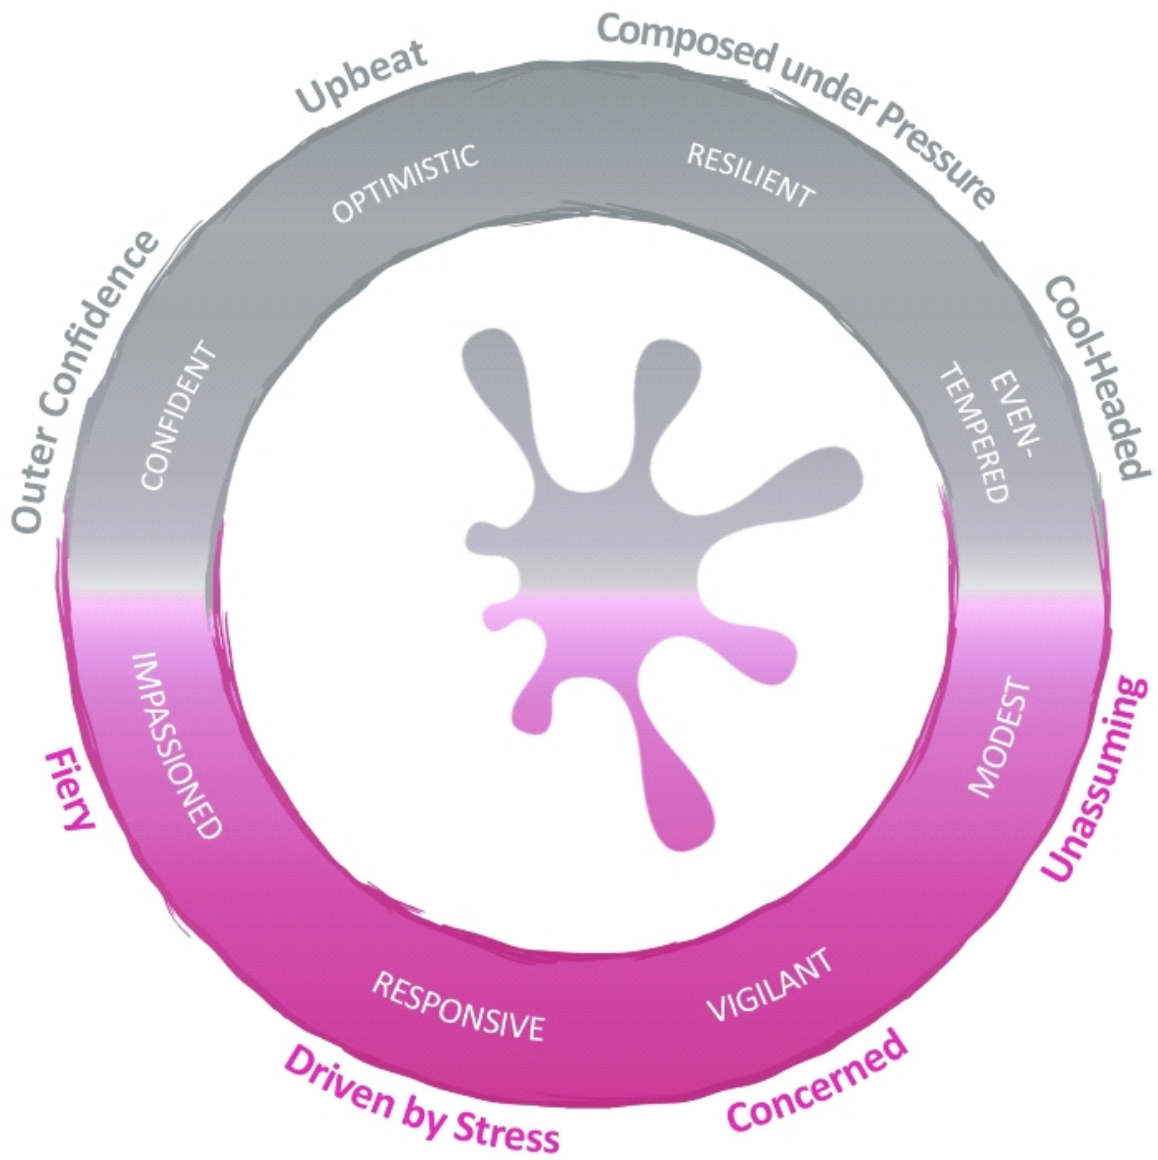 Composed under Pressure
RESILIENT
Cool-Headed
EVEN-
TEMPERED
Unassuming
MODEST
Concerned
VIGILANT
Driven by Stress
RESPONSIVE
Fiery
IMPASSIONED
Outer Confidence
CONFIDENT
Upbeat
OPTIMISTIC